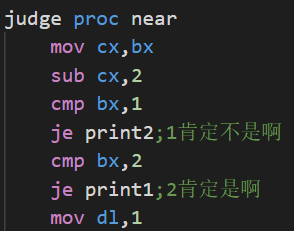 judge proc near
mov cx,bx
sub cx,2
cmp bx,1
je print2;1肯定不是啊
cmp bx,2
je print1;2肯定是啊
mov dl,1